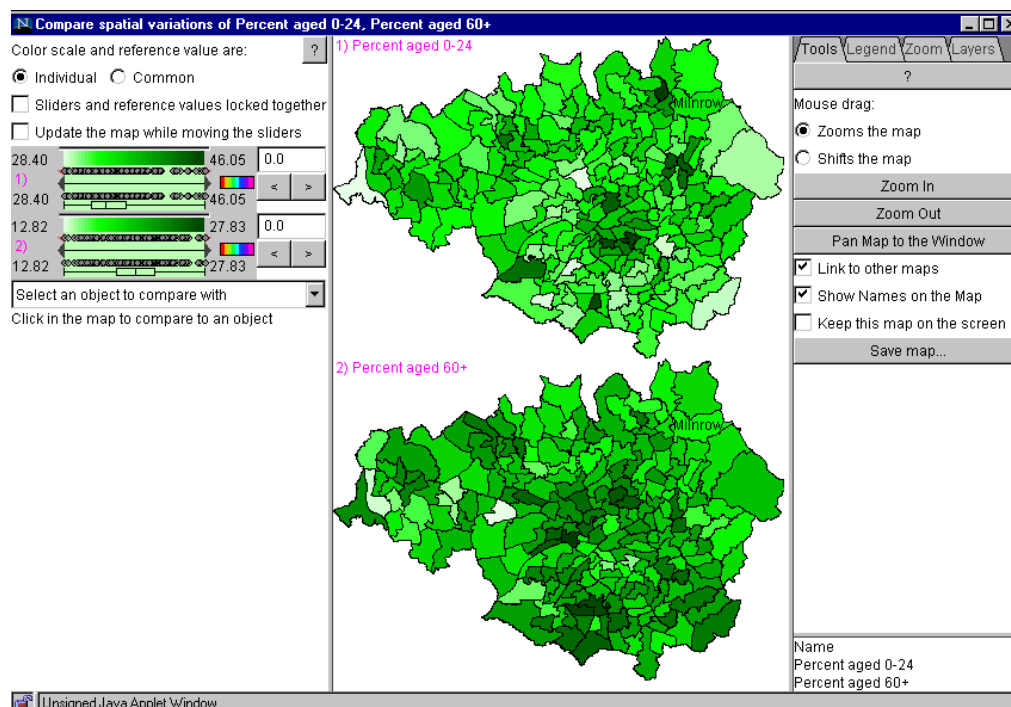 Compare spatial variations of Percent aged 0-24, Percent aged 60+
Color scale and reference value are:
?
Individual
Common
Sliders and reference values locked together
Update the map while moving the sliders
28.40
46.05
0.0
1)
<
>
28.40
46.05
12.82
27.83
0.0
2)
<
>
12.82
27.83
Select an object to compare with
Click in the map to compare to an object
1) Percent aged 0-24
Milnrow
2) Percent aged 60+
Milnrow
Tools
Legend
Zoom
Layers
?
Mouse drag:
Zooms the map
Shifts the map
Zoom In
Zoom Out
Pan Map to the Window
Link to other maps
Show Names on the Map
Keep this map on the screen
Save map...
Name
Percent aged 0-24
Percent aged 60+
Unsigned Java Applet Window